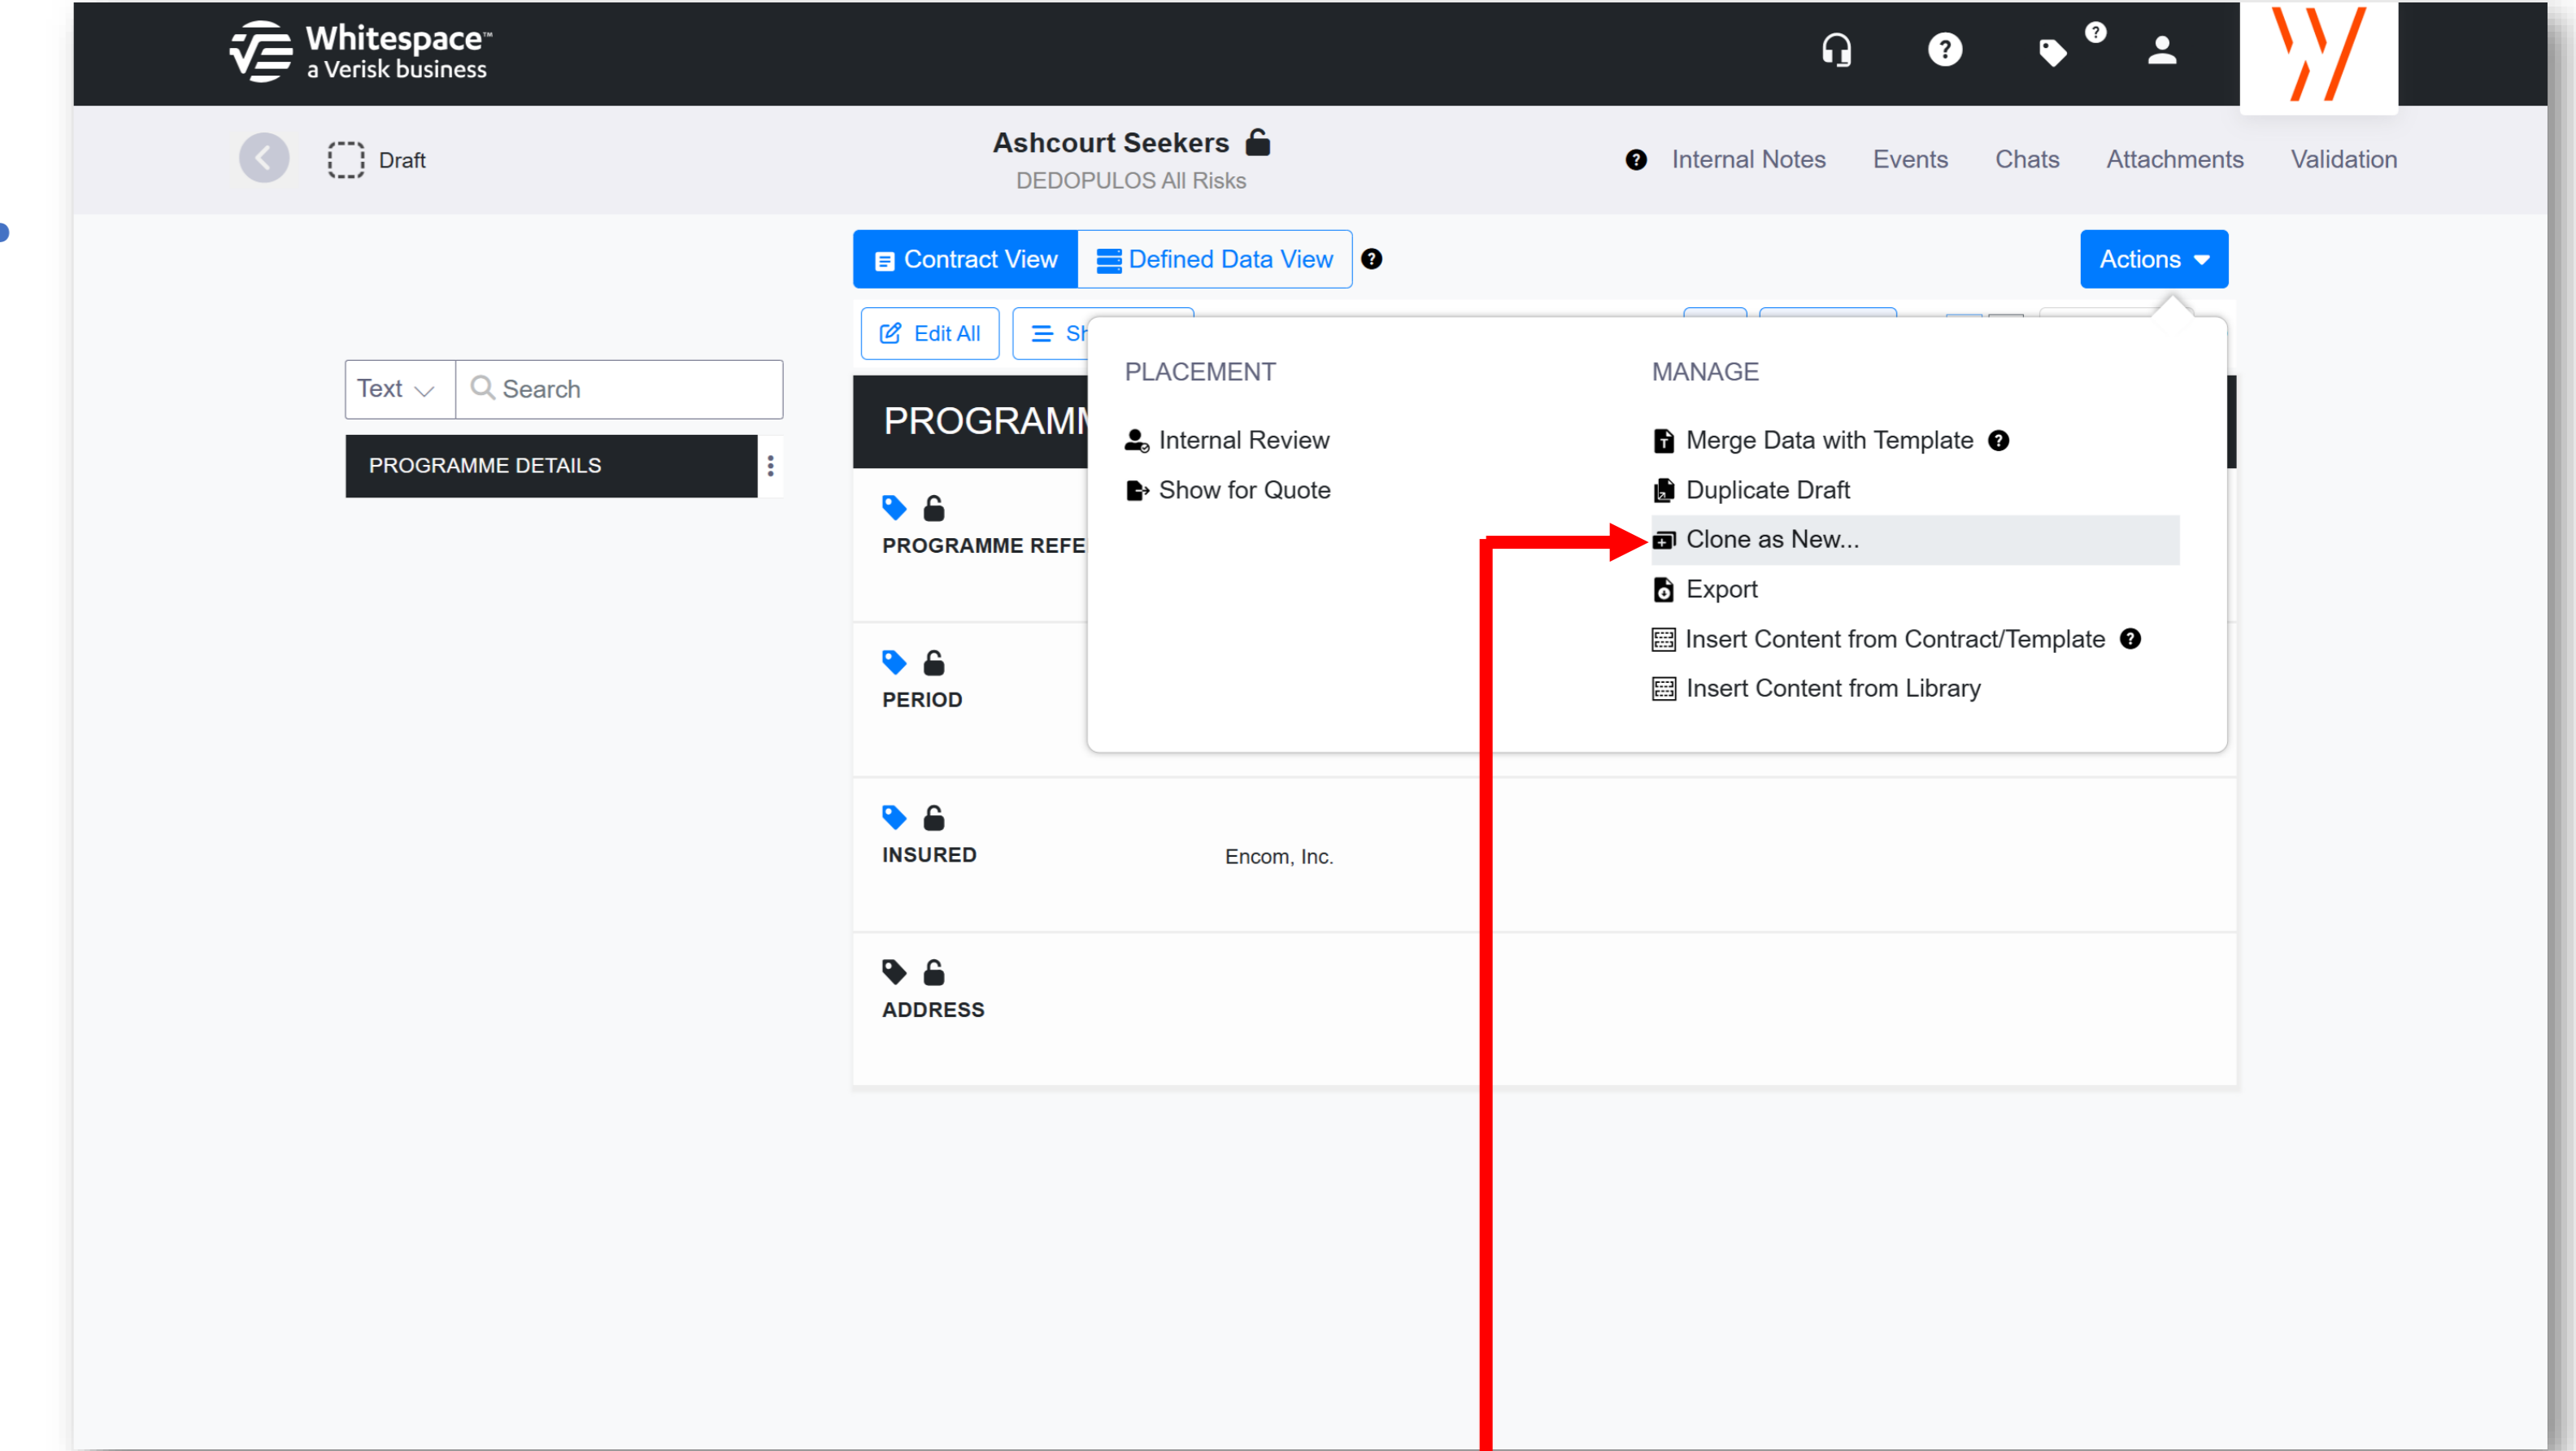 Whitespace™
a Verisk business
Draft
Ashcourt Seekers
DEDOPULOS All Risks
Internal Notes Events Chats Attachments Validation
Contract View Defined Data View
Actions
Edit All
Text Search
PROGRAMME DETAILS
PLACEMENT
Internal Review
Show for Quote
MANAGE
Merge Data with Template
Duplicate Draft
Clone as New...
Export
Insert Content from Contract/Template
Insert Content from Library
PERIOD
INSURED Encom, Inc.
ADDRESS